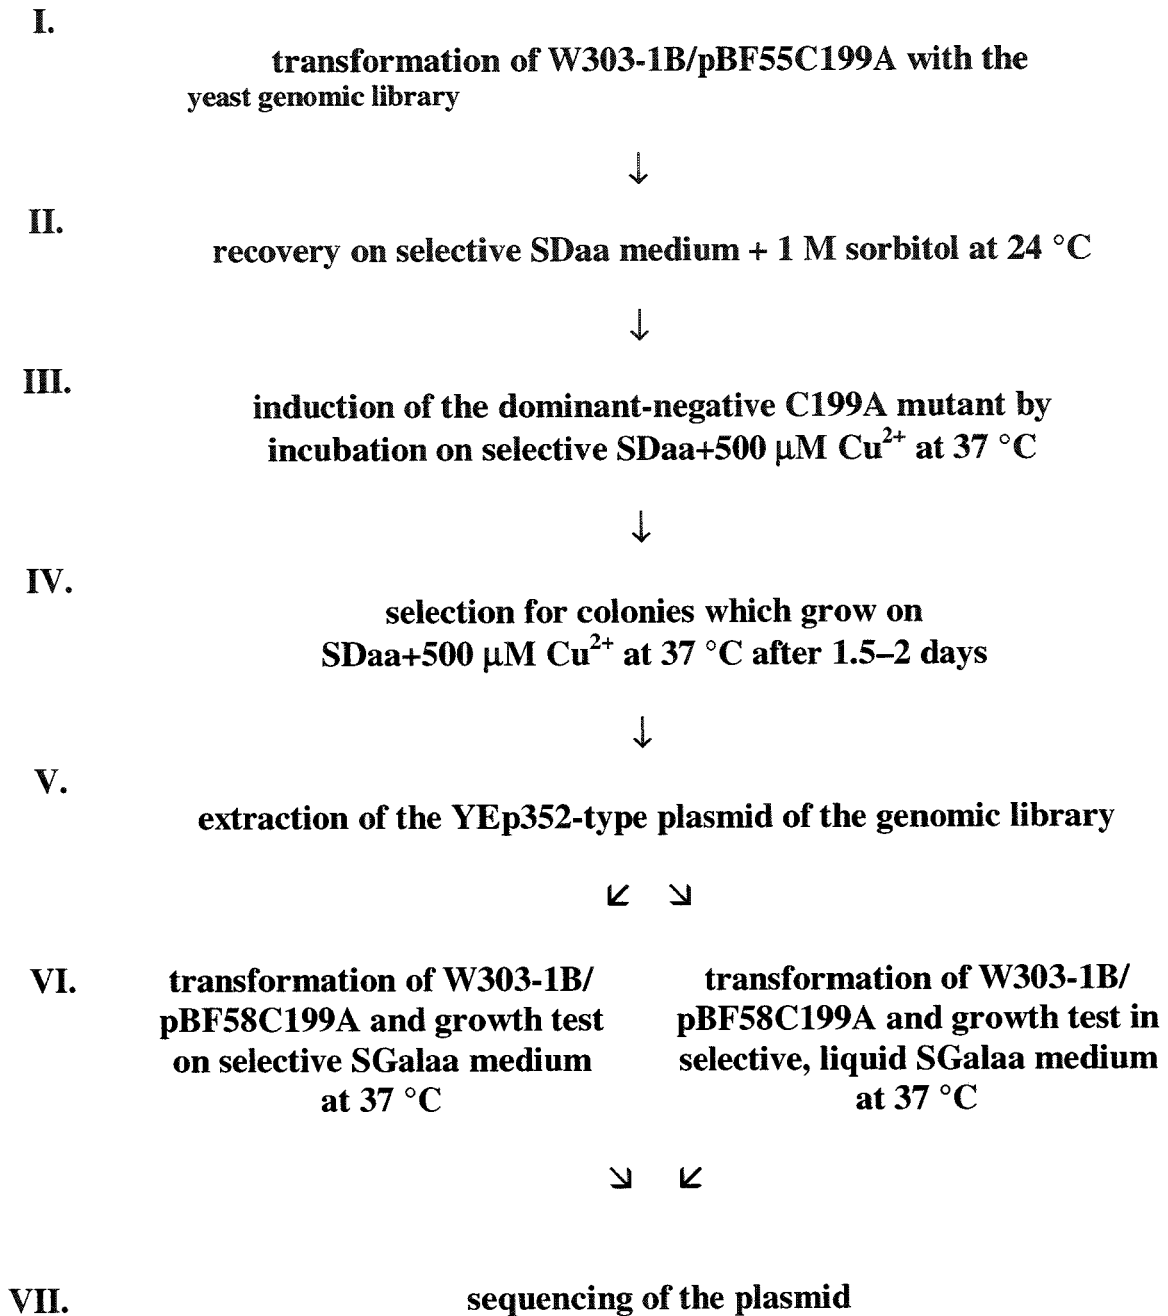 I.
transformation of W303-1B/pBF55C199A with the
yeast genomic library
↓
II.
recovery on selective SDaa medium + 1 M sorbitol at 24 °C
↓
III.
induction of the dominant-negative C199A mutant by
incubation on selective SDaa+500 μM Cu²⁺ at 37 °C
↓
IV.
selection for colonies which grow on
SDaa+500 μM Cu²⁺ at 37 °C after 1.5–2 days
↓
V.
extraction of the YEp352-type plasmid of the genomic library
↙ ↘
VI.
transformation of W303-1B/
pBF58C199A and growth test
on selective SGalaa medium
at 37 °C
transformation of W303-1B/
pBF58C199A and growth test in
selective, liquid SGalaa medium
at 37 °C
↘ ↙
VII.
sequencing of the plasmid